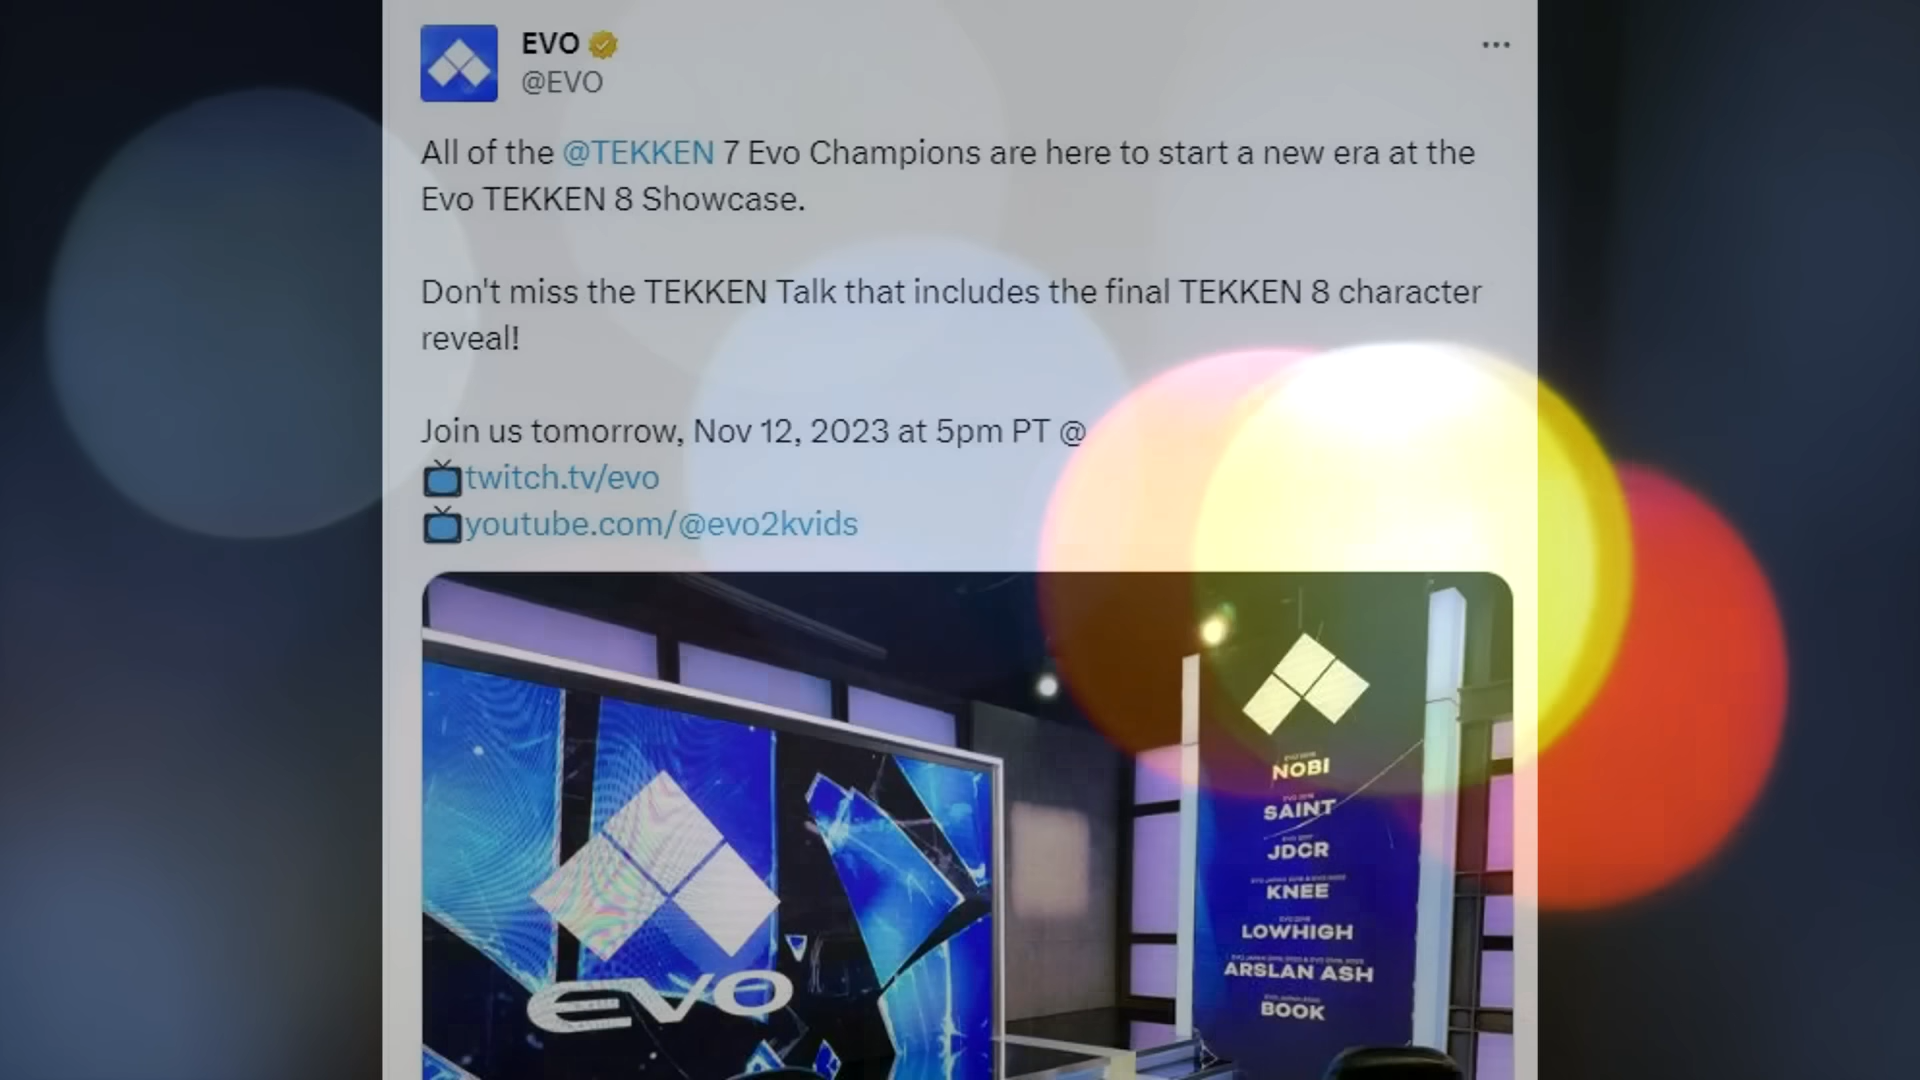 EVO
@EVO
All of the @TEKKEN 7 Evo Champions are here to start a new era at the
Evo TEKKEN 8 Showcase.
Don't miss the TEKKEN Talk that includes the final TEKKEN 8 character
reveal!
Join us tomorrow, Nov 12, 2023 at 5pm PT @
twitch.tv/evo
youtube.com/@evo2kvids
EVO
NOBI
SAINT
JDCR
KNEE
LOWHIGH
ARSLAN ASH
BOOK